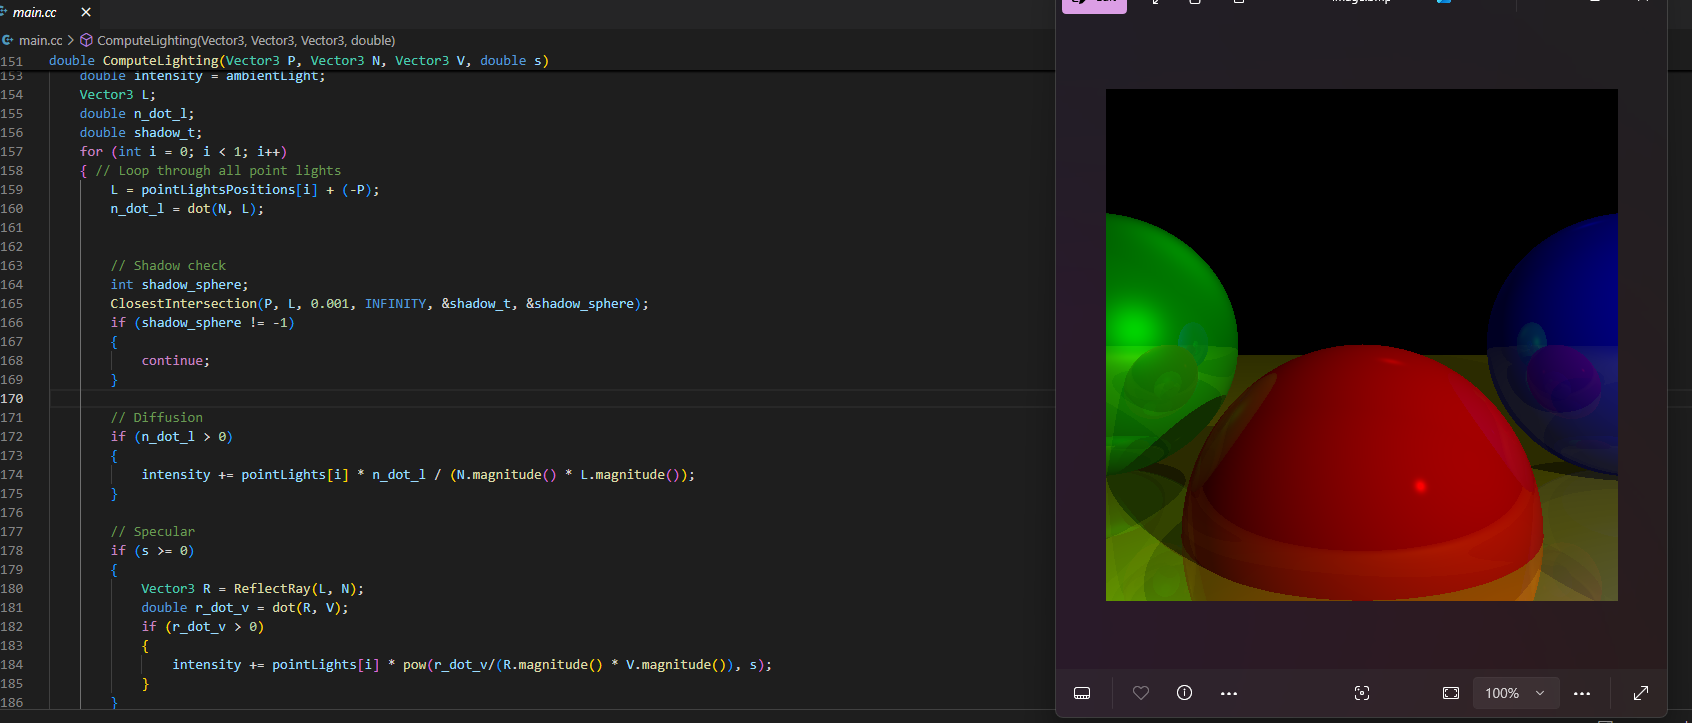 main.cc
main.cc > ComputeLighting(Vector3, Vector3, Vector3, double)
151 double ComputeLighting(Vector3 P, Vector3 N, Vector3 V, double s)
153 double intensity = ambientLight;
154 Vector3 L;
155 double n_dot_l;
156 double shadow_t;
157 for (int i = 0; i < 1; i++)
158 { // Loop through all point lights
159 L = pointLightsPositions[i] + (-P);
160 n_dot_l = dot(N, L);
161
162
163 // Shadow check
164 int shadow_sphere;
165 ClosestIntersection(P, L, 0.001, INFINITY, &shadow_t, &shadow_sphere);
166 if (shadow_sphere != -1)
167 {
168 continue;
169 }
170
171 // Diffusion
172 if (n_dot_l > 0)
173 {
174 intensity += pointLights[i] * n_dot_l / (N.magnitude() * L.magnitude());
175 }
176
177 // Specular
178 if (s >= 0)
179 {
180 Vector3 R = ReflectRay(L, N);
181 double r_dot_v = dot(R, V);
182 if (r_dot_v > 0)
183 {
184 intensity += pointLights[i] * pow(r_dot_v/(R.magnitude() * V.magnitude()), s);
185 }
186 }
100%